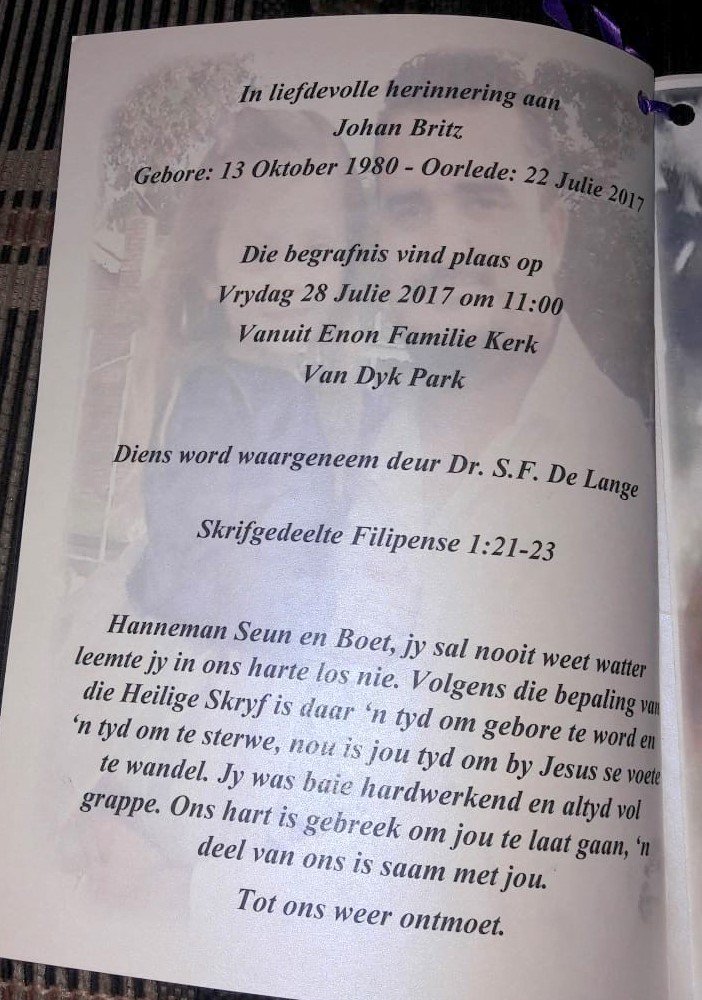 In liefdevolle herinnering aan
Johan Britz
Gebore: 13 Oktober 1980 - Oorlede: 22 Julie 2017
Die begrafnis vind plaas op
Vrydag 28 Julie 2017 om 11:00
Vanuit Enon Familie Kerk
Van Dyk Park
Diens word waargeneem deur Dr. S.F. De Lange
Skrifgedeelte Filipense 1:21-23
Hanneman Seun en Boet, jy sal nooit weet watter
leemte jy in ons harte los nie. Volgens die bepaling van
die Heilige Skryf is daar ‘n tyd om gebore te word en
‘n tyd om te sterwe, nou is jou tyd om by Jesus se voete
te wandel. Jy was baie hardwerkend en altyd vol
grappe. Ons hart is gebreek om jou te laat gaan, ‘n
deel van ons is saam met jou.
Tot ons weer ontmoet.